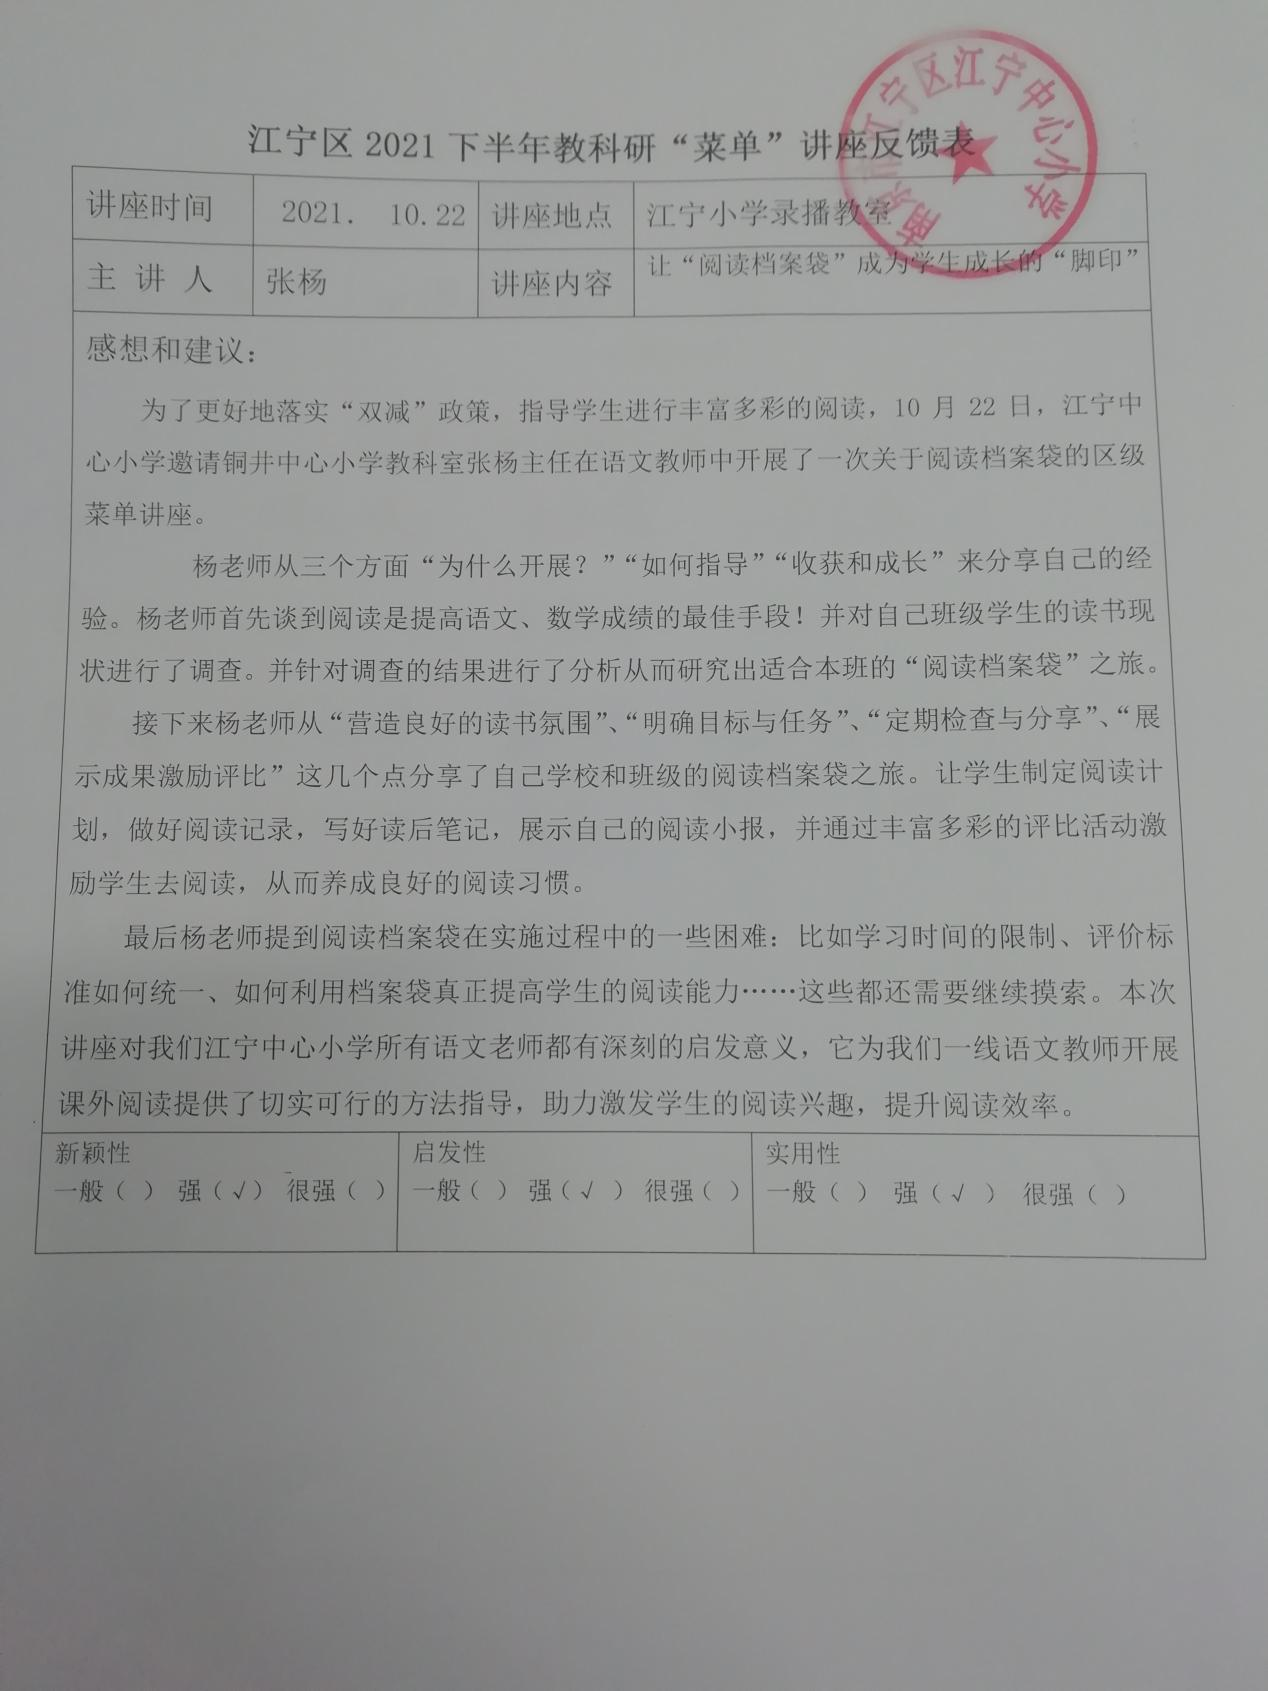 南京市江宁区江宁中心小学
江宁区 2021 下半年教科研“菜单”讲座反馈表
讲座时间 2021. 10.22 讲座地点 江宁小学录播教室
主 讲 人 张杨 讲座内容 让“阅读档案袋”成为学生成长的“脚印”
感想和建议：
为了更好地落实“双减”政策，指导学生进行丰富多彩的阅读，10 月 22 日，江宁中
心小学邀请铜井中心小学教科室张杨主任在语文教师中开展了一次关于阅读档案袋的区级
菜单讲座。
杨老师从三个方面“为什么开展？”“如何指导”“收获和成长”来分享自己的经
验。杨老师首先谈到阅读是提高语文、数学成绩的最佳手段！并对自己班级学生的读书现
状进行了调查。并针对调查的结果进行了分析从而研究出适合本班的“阅读档案袋”之旅。
接下来杨老师从“营造良好的读书氛围”、“明确目标与任务”、“定期检查与分享”、“展
示成果激励评比”这几个点分享了自己学校和班级的阅读档案袋之旅。让学生制定阅读计
划，做好阅读记录，写好读后笔记，展示自己的阅读小报，并通过丰富多彩的评比活动激
励学生去阅读，从而养成良好的阅读习惯。
最后杨老师提到阅读档案袋在实施过程中的一些困难：比如学习时间的限制、评价标
准如何统一、如何利用档案袋真正提高学生的阅读能力……这些都还需要继续摸索。本次
讲座对我们江宁中心小学所有语文老师都有深刻的启发意义，它为我们一线语文教师开展
课外阅读提供了切实可行的方法指导，助力激发学生的阅读兴趣，提升阅读效率。
新颖性 启发性 实用性
一般（ ） 强（√） 很强（ ） 一般（ ） 强（√ ） 很强（ ） 一般（ ） 强（√ ） 很强（ ）